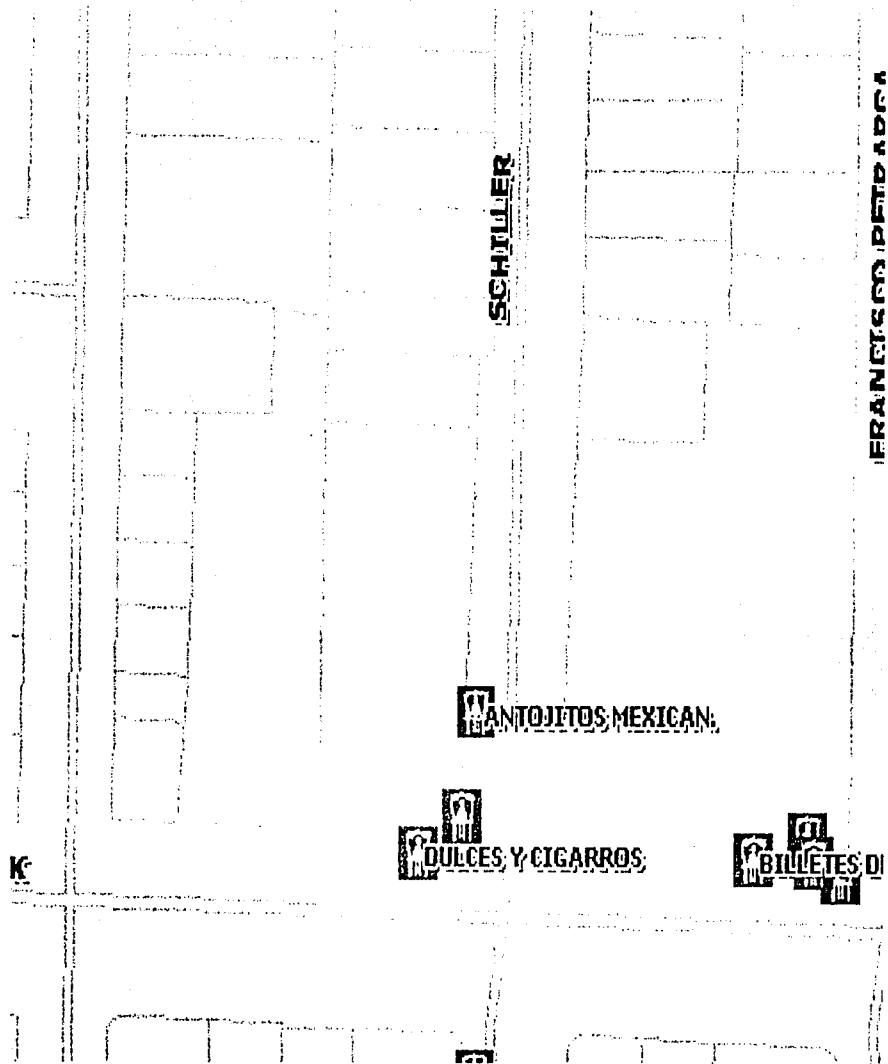 SCHILLER
FRANCISCO PETRARCA
ANTOJITOS MEXICAN.
DULCES Y CIGARROS
K
BILLETES DI